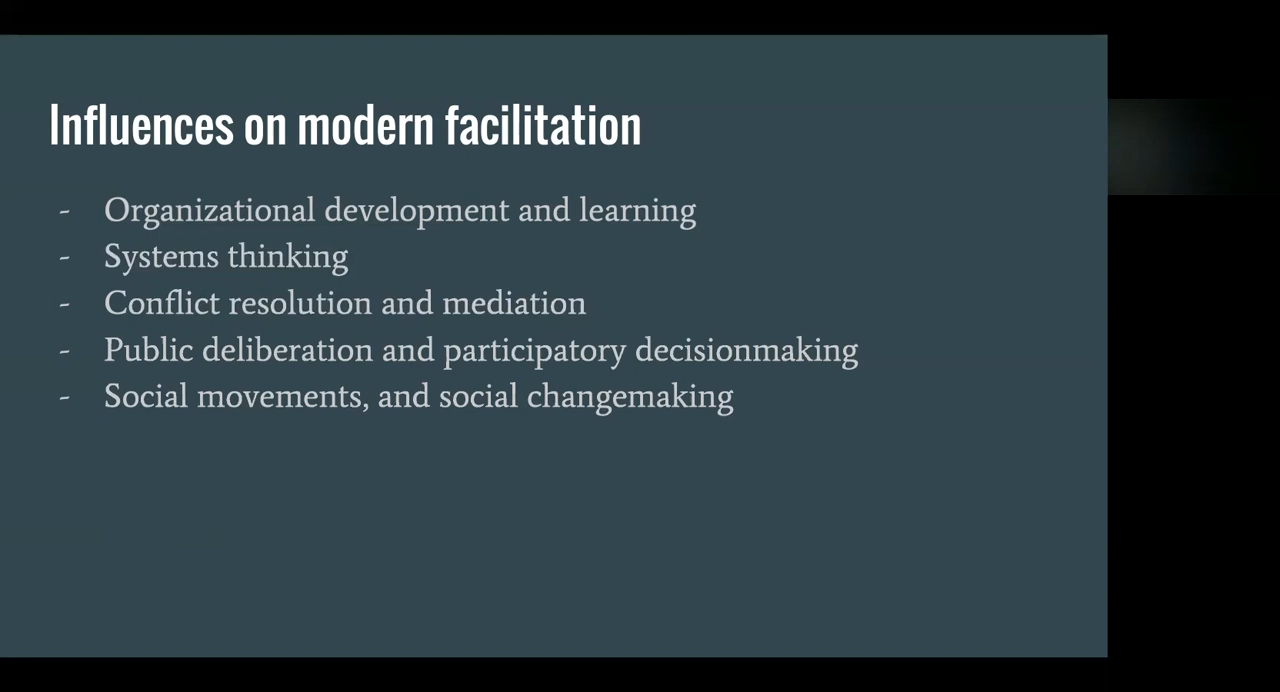 Influences on modern facilitation
- Organizational development and learning
- Systems thinking
- Conflict resolution and mediation
- Public deliberation and participatory decisionmaking
- Social movements, and social changemaking